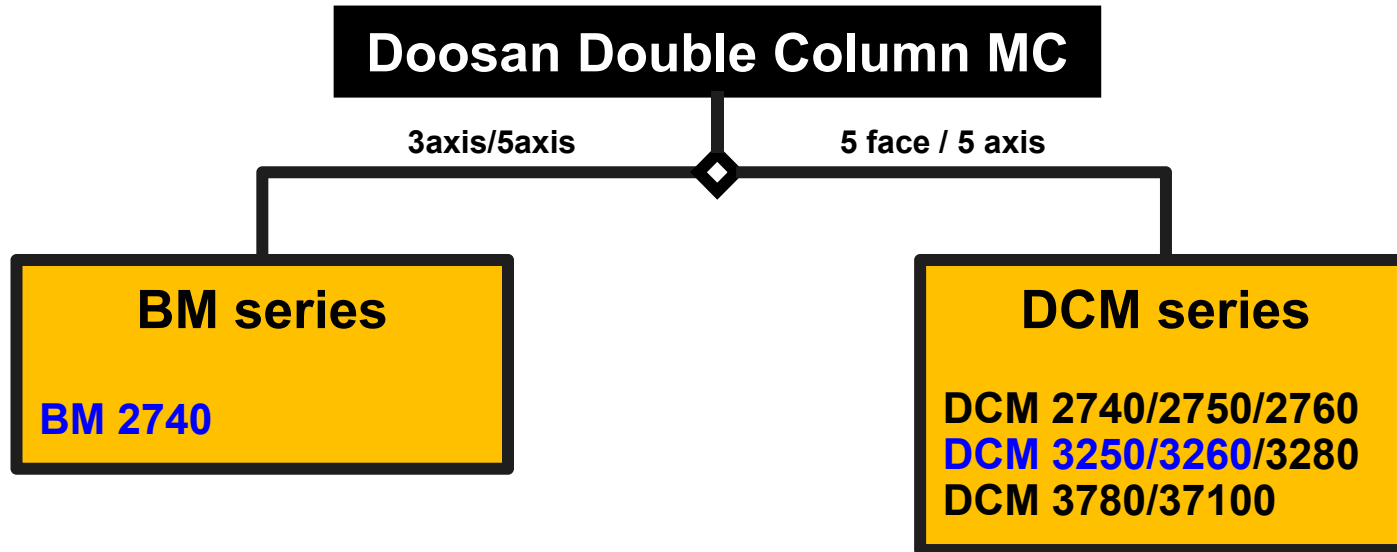 Doosan Double Column MC
3axis/5axis
5 face / 5 axis
BM series
BM 2740
DCM series
DCM 2740/2750/2760
DCM 3250/3260/3280
DCM 3780/37100